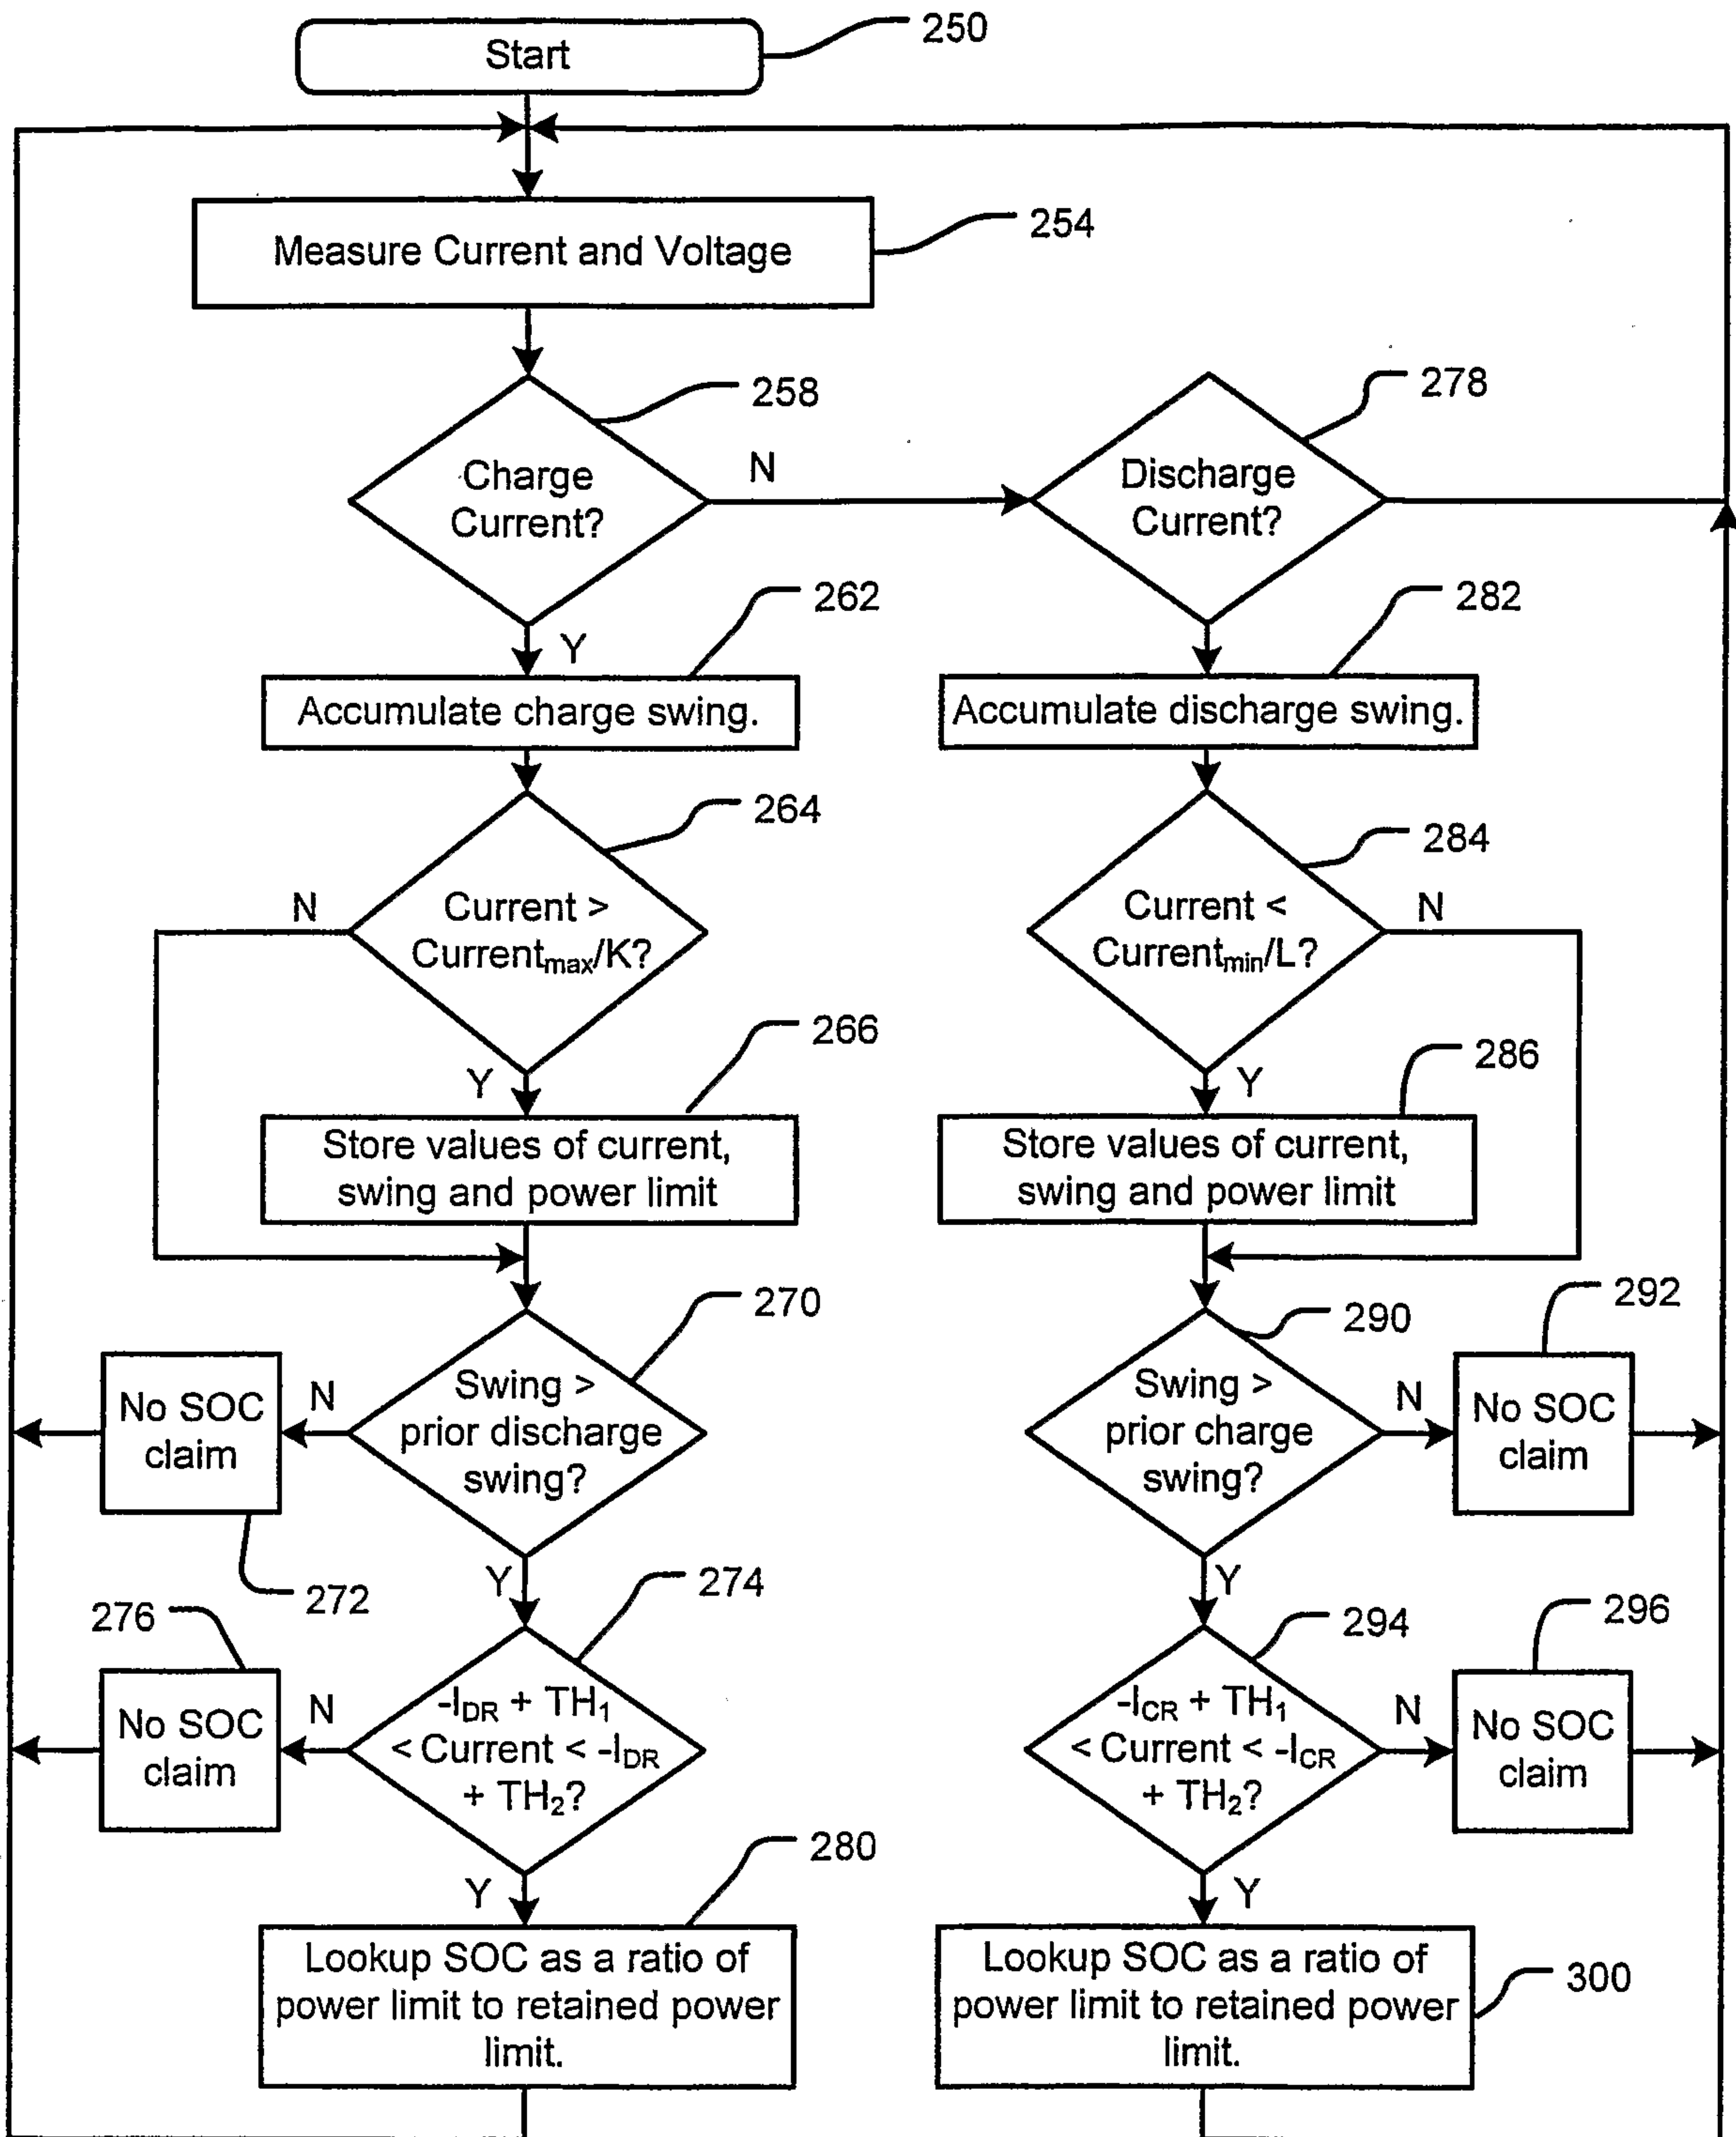 Start
250
Measure Current and Voltage
254
258
Charge
Current?
N
278
Discharge
Current?
Y
262
Accumulate charge swing.
282
Accumulate discharge swing.
264
Current >
Currentmax/K?
N
284
Current <
Currentmin/L?
N
Y
266
Store values of current,
swing and power limit
Y
286
Store values of current,
swing and power limit
270
Swing >
prior discharge
swing?
N
No SOC
claim
272
290
Swing >
prior charge
swing?
N
292
No SOC
claim
Y
274
-IDR + TH1
< Current < -IDR
+ TH2?
N
276
No SOC
claim
Y
294
-ICR + TH1
< Current < -ICR
+ TH2?
N
296
No SOC
claim
Y
280
Lookup SOC as a ratio of
power limit to retained power
limit.
Y
Lookup SOC as a ratio of
power limit to retained power
limit.
300